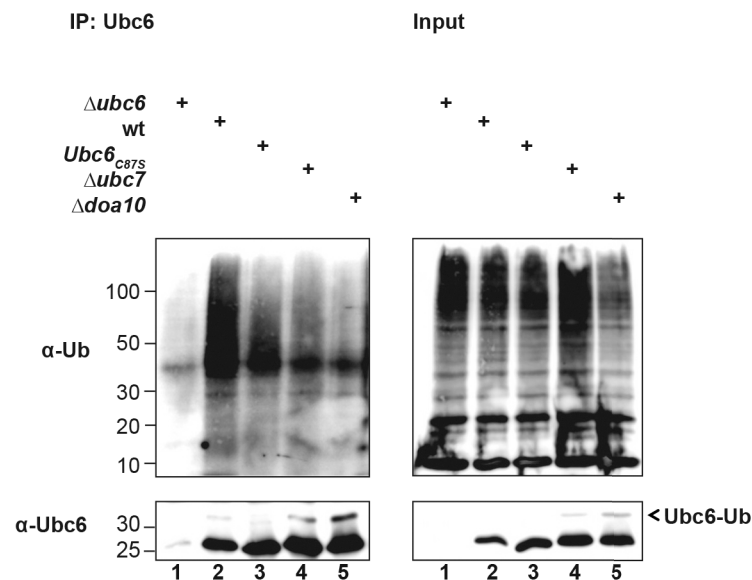 IP: Ubc6 Input
Δubc6 + +
wt + +
Ubc6C87S + +
Δubc7 + +
Δdoa10 + +
100
50
α-Ub
30
20
10
α-Ubc6 30 <Ubc6-Ub
25
1 2 3 4 5 1 2 3 4 5